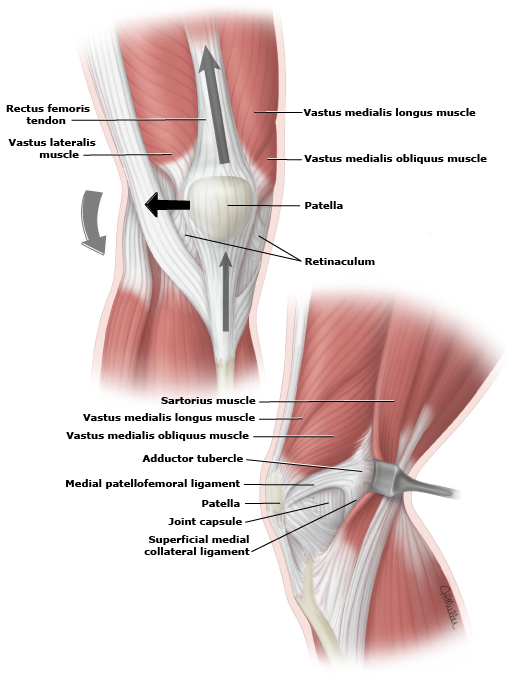 Rectus femoris
tendon
Vastus lateralis
muscle
Vastus medialis longus muscle
Vastus medialis obliquus muscle
Patella
Retinaculum
Sartorius muscle
Vastus medialis longus muscle
Vastus medialis obliquus muscle
Adductor tubercle
Medial patellofemoral ligament
Patella
Joint capsule
Superficial medial
collateral ligament